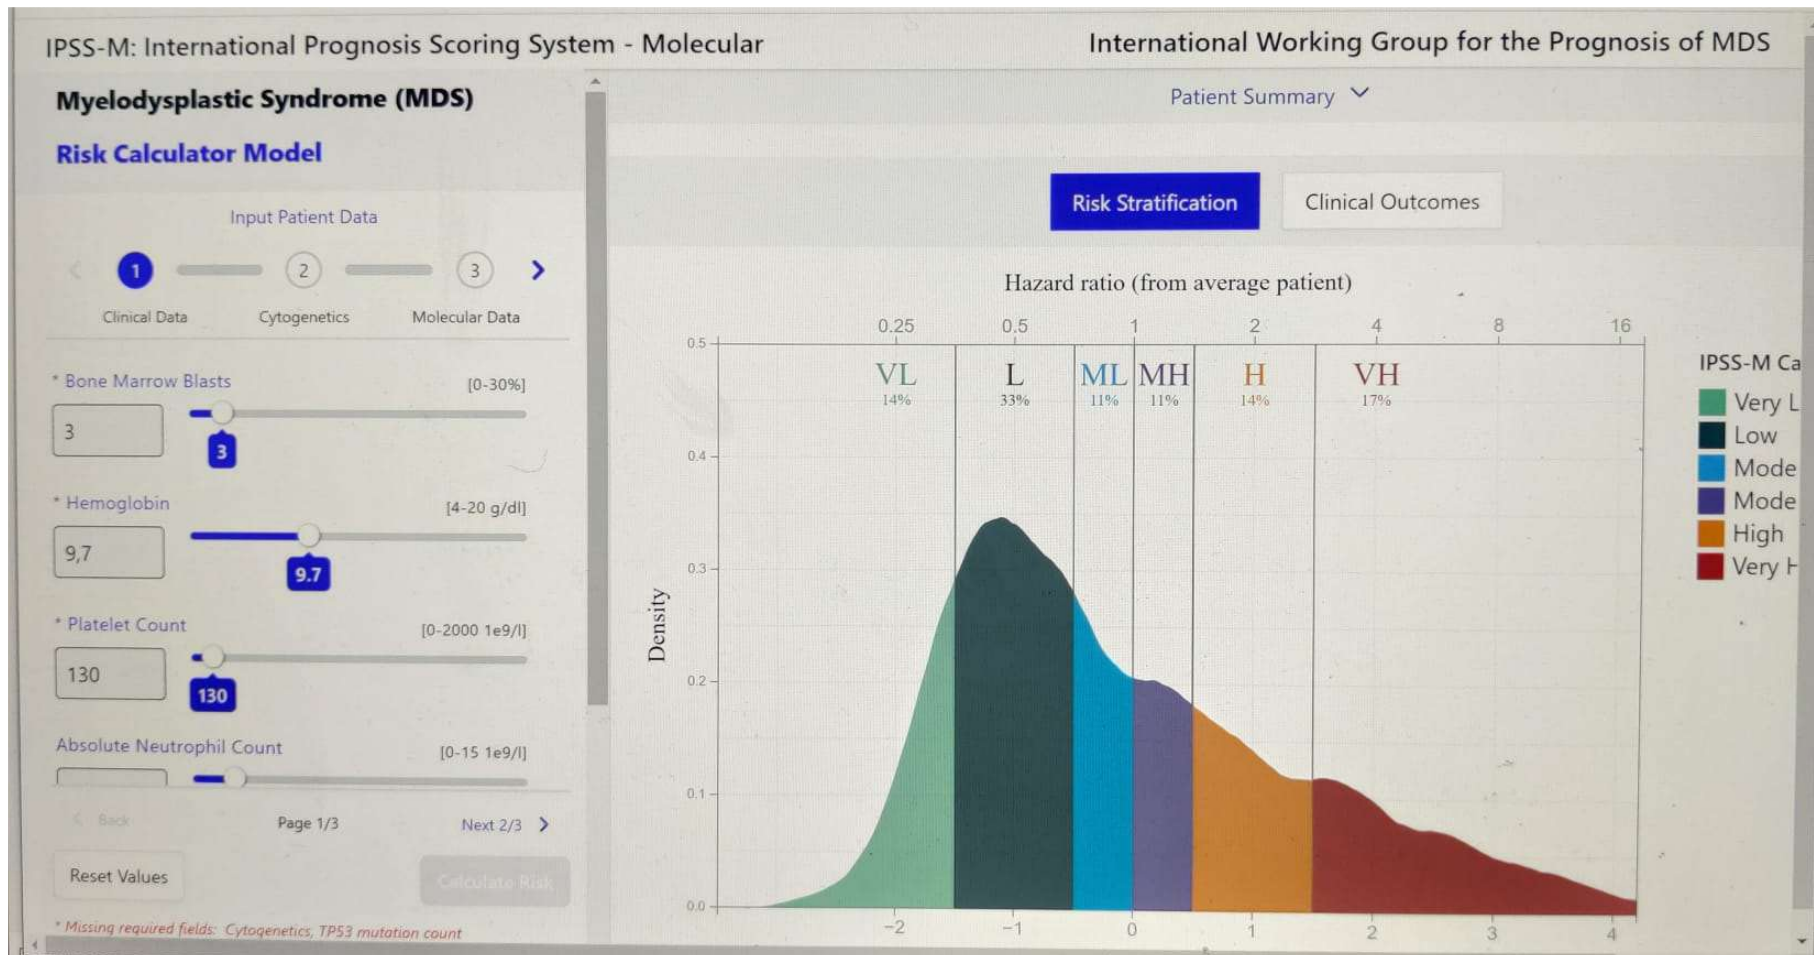 IPSS-M: International Prognosis Scoring System - Molecular
International Working Group for the Prognosis of MDS
Myelodysplastic Syndrome (MDS)
Risk Calculator Model
Input Patient Data
1
2
3
Clinical Data
Cytogenetics
Molecular Data
* Bone Marrow Blasts
[0-30%]
3
3
* Hemoglobin
[4-20 g/dl]
9,7
9.7
* Platelet Count
[0-2000 1e9/l]
130
130
Absolute Neutrophil Count
[0-15 1e9/l]
Back
Page 1/3
Next 2/3
Reset Values
Calculate Risk
* Missing required fields: Cytogenetics, TP53 mutation count
Patient Summary
Risk Stratification
Clinical Outcomes
Hazard ratio (from average patient)
0.25 0.5 1 2 4 8 16
VL L ML MH H VH
14% 33% 11% 11% 14% 17%
Density
0.5
0.4
0.3
0.2
0.1
0.0
−2 −1 0 1 2 3 4
IPSS-M Ca
Very L
Low
Mode
Mode
High
Very H